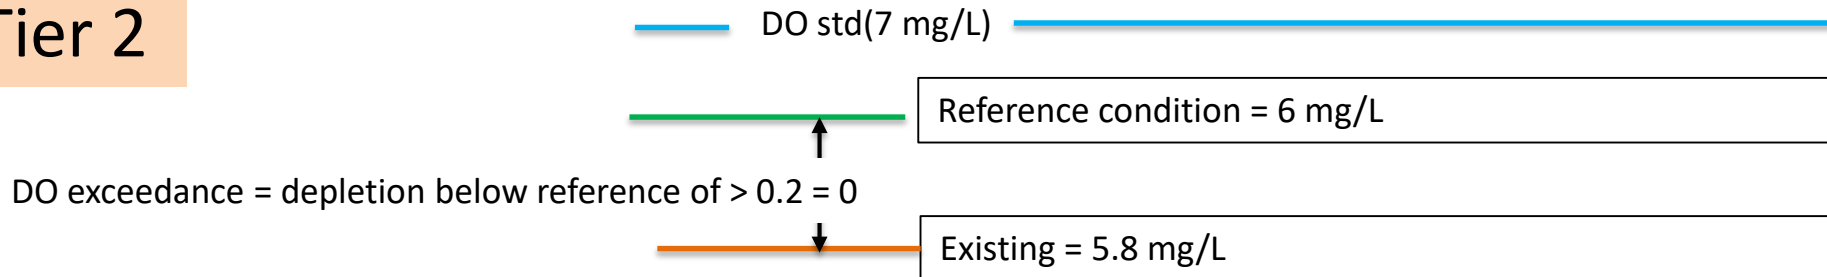 Tier 2
DO std(7 mg/L)
Reference condition = 6 mg/L
DO exceedance = depletion below reference of > 0.2 = 0
Existing = 5.8 mg/L